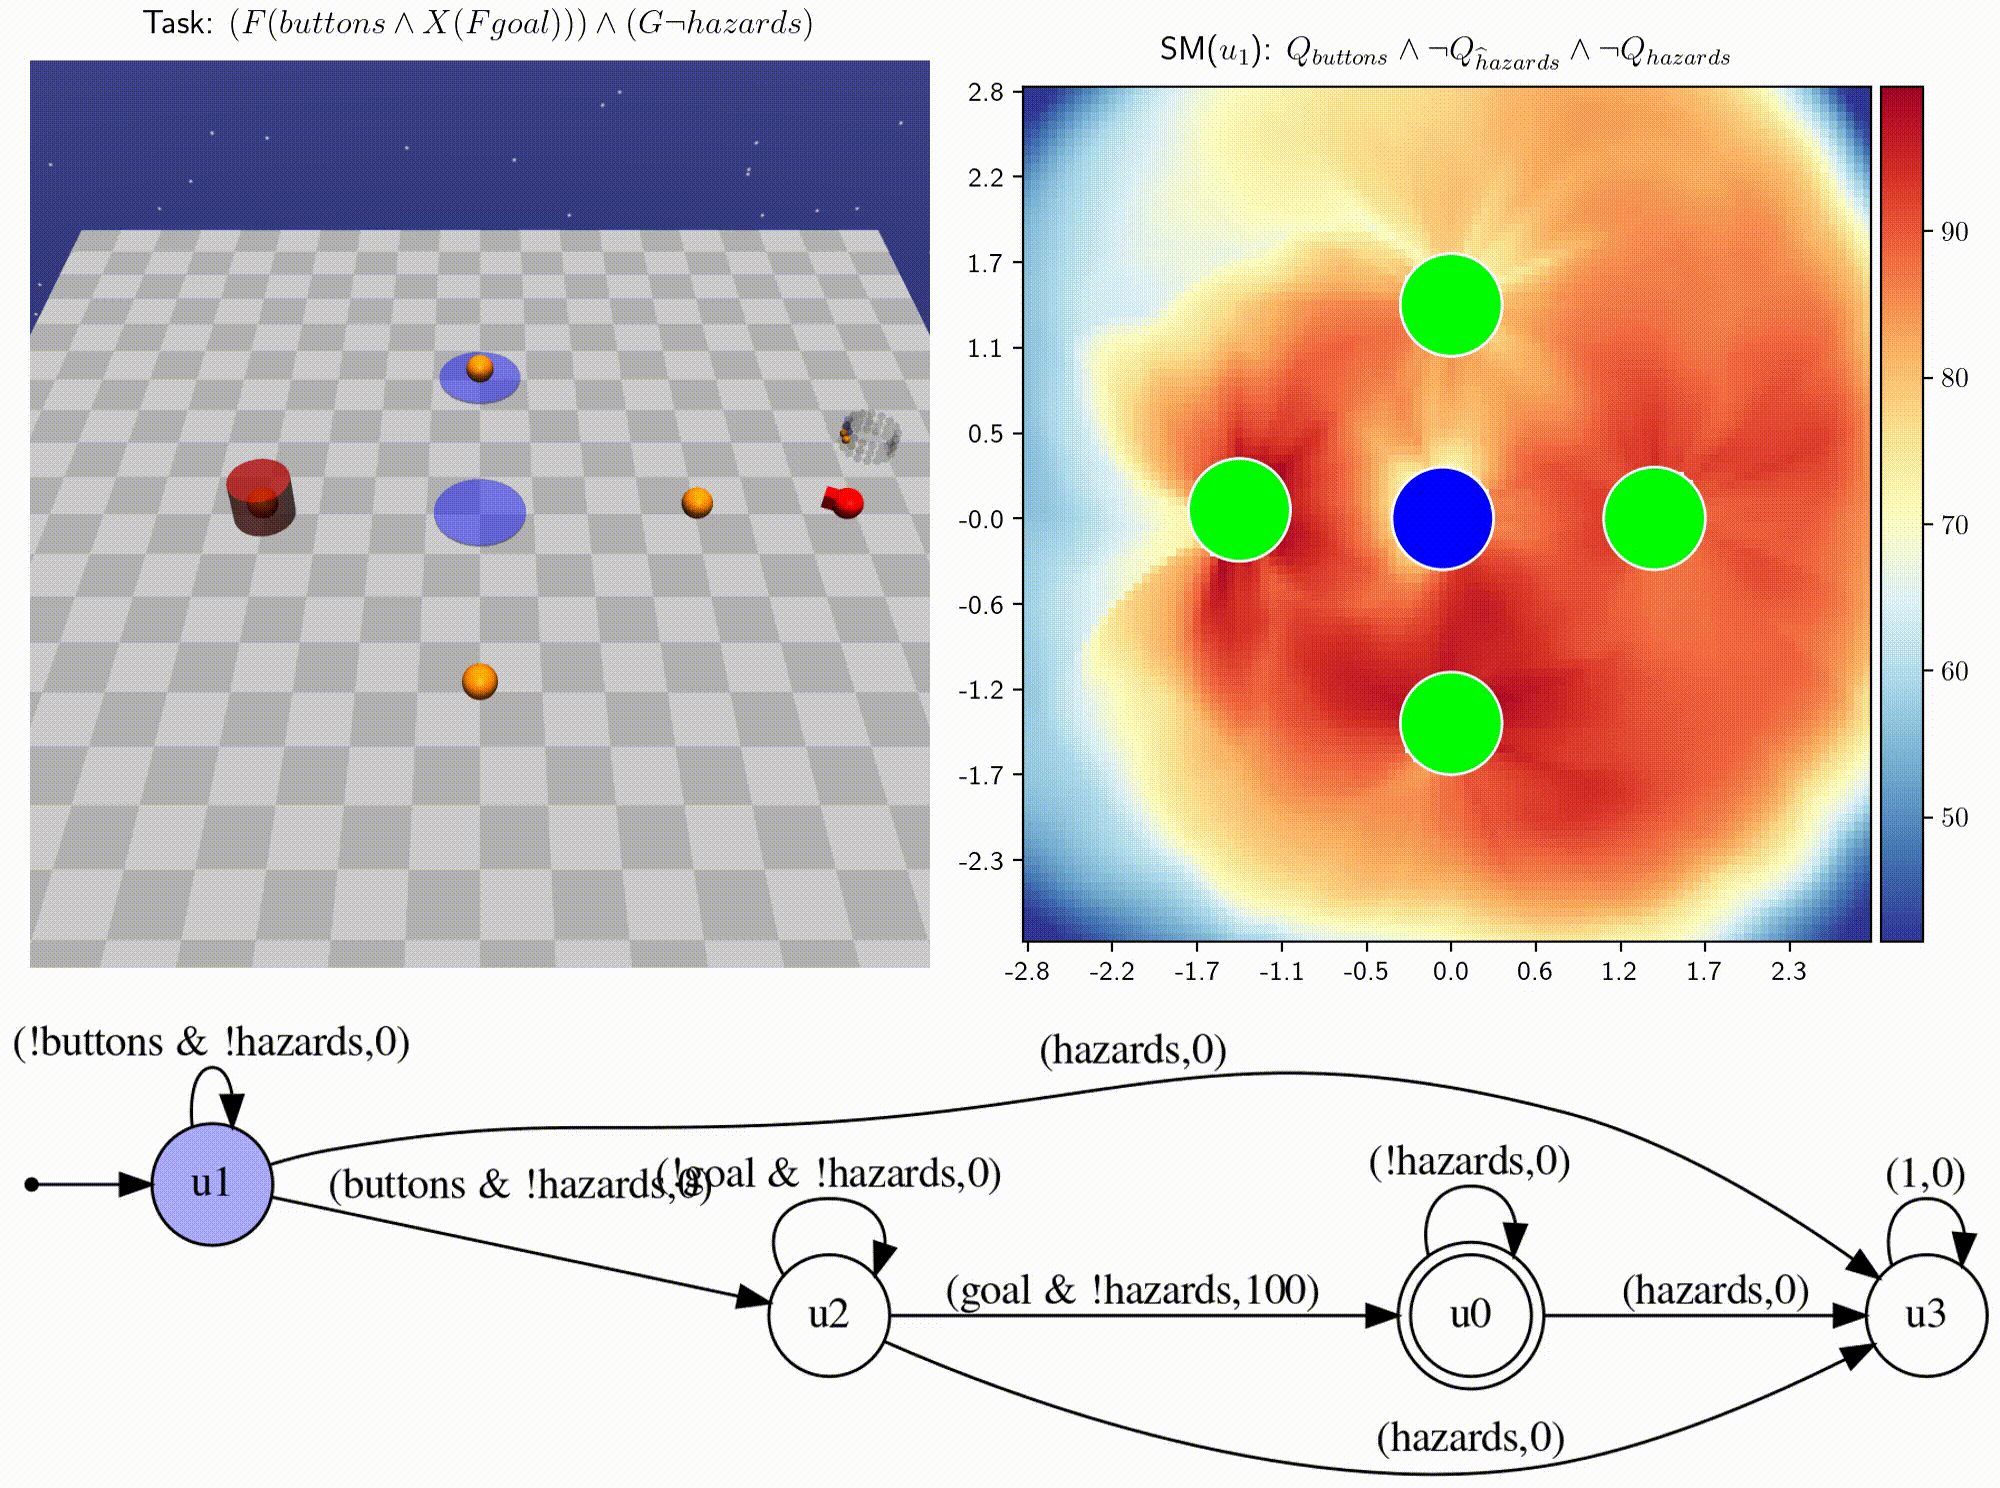 Task: (F(buttons ∧ X(Fgoal))) ∧ (G¬hazards)
SM(u₁): Q_buttons ∧ ¬Q_ĥazards ∧ ¬Q_hazards
2.8
2.2
1.7
1.1
0.5
-0.0
-0.6
-1.2
-1.7
-2.3
-2.8 -2.2 -1.7 -1.1 -0.5 0.0 0.6 1.2 1.7 2.3
90
80
70
60
50
(!buttons & !hazards,0)
(hazards,0)
u1
(buttons & !hazards,0)
(!goal & !hazards,0)
(!hazards,0)
(1,0)
u2
(goal & !hazards,100)
u0
(hazards,0)
u3
(hazards,0)